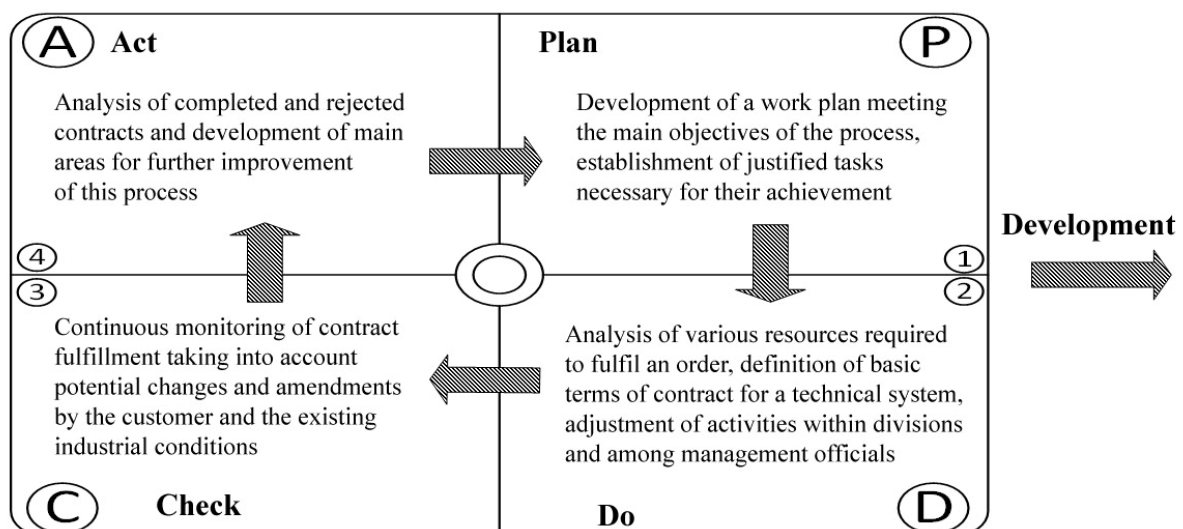 A Act
Analysis of completed and rejected
contracts and development of main
areas for further improvement
of this process
4
Plan P
Development of a work plan meeting
the main objectives of the process,
establishment of justified tasks
necessary for their achievement
1
Development
3
Continuous monitoring of contract
fulfillment taking into account
potential changes and amendments
by the customer and the existing
industrial conditions
C Check
2
Analysis of various resources required
to fulfil an order, definition of basic
terms of contract for a technical system,
adjustment of activities within divisions
and among management officials
Do D